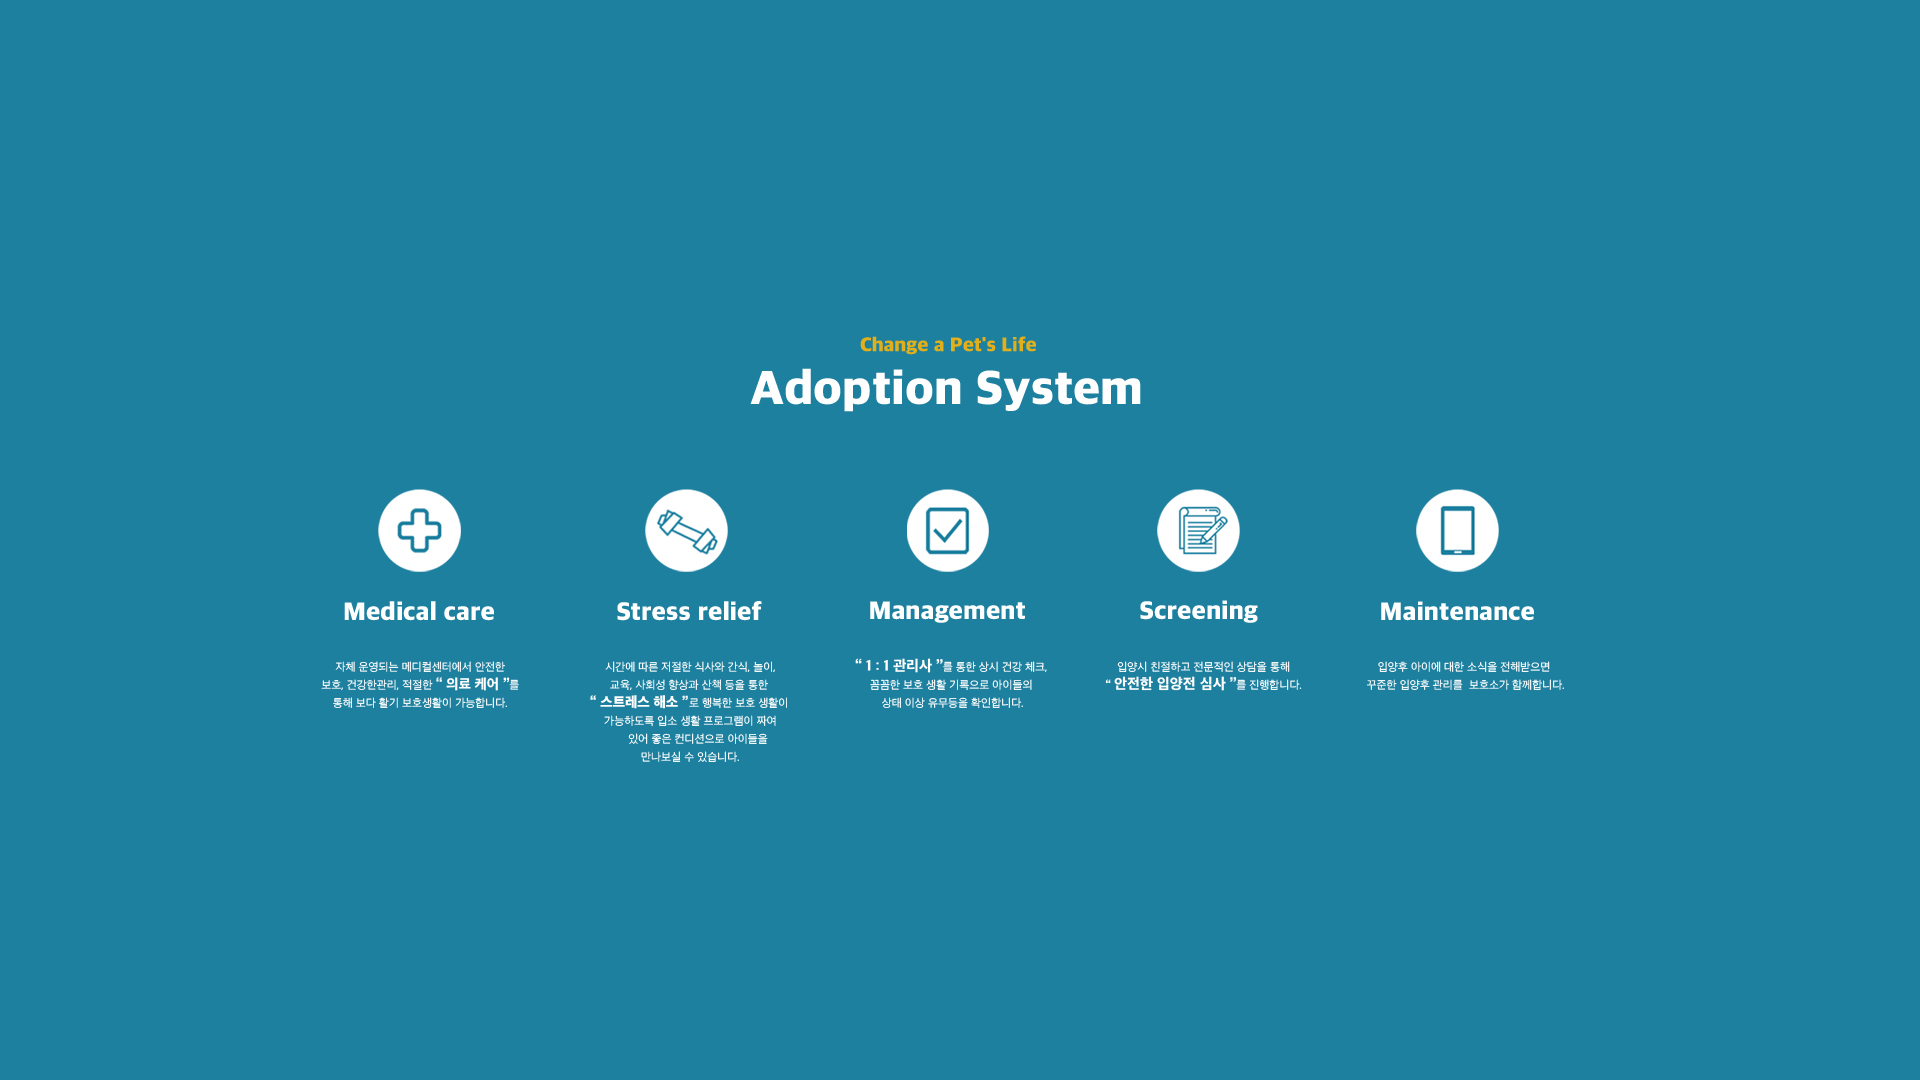 Change a Pet's Life
Adoption System
Medical care
자체 운영되는 메디컬센터에서 안전한
보호, 건강한관리, 적절한 “ 의료 케어 ”를
통해 보다 활기 보호생활이 가능합니다.
Stress relief
시간에 따른 저절한 식사와 간식, 놀이,
교육, 사회성 향상과 산책 등을 통한
“ 스트레스 해소 ”로 행복한 보호 생활이
가능하도록 입소 생활 프로그램이 짜여
있어 좋은 컨디션으로 아이들을
만나보실 수 있습니다.
Management
“ 1 : 1 관리사 ”를 통한 상시 건강 체크,
꼼꼼한 보호 생활 기록으로 아이들의
상태 이상 유무등을 확인합니다.
Screening
입양시 친절하고 전문적인 상담을 통해
“ 안전한 입양전 심사 ”를 진행합니다.
Maintenance
입양후 아이에 대한 소식을 전해받으면
꾸준한 입양후 관리를 보호소가 함께합니다.